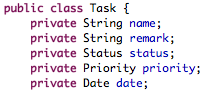 public class Task {
    private String name;
    private String remark;
    private Status status;
    private Priority priority;
    private Date date;